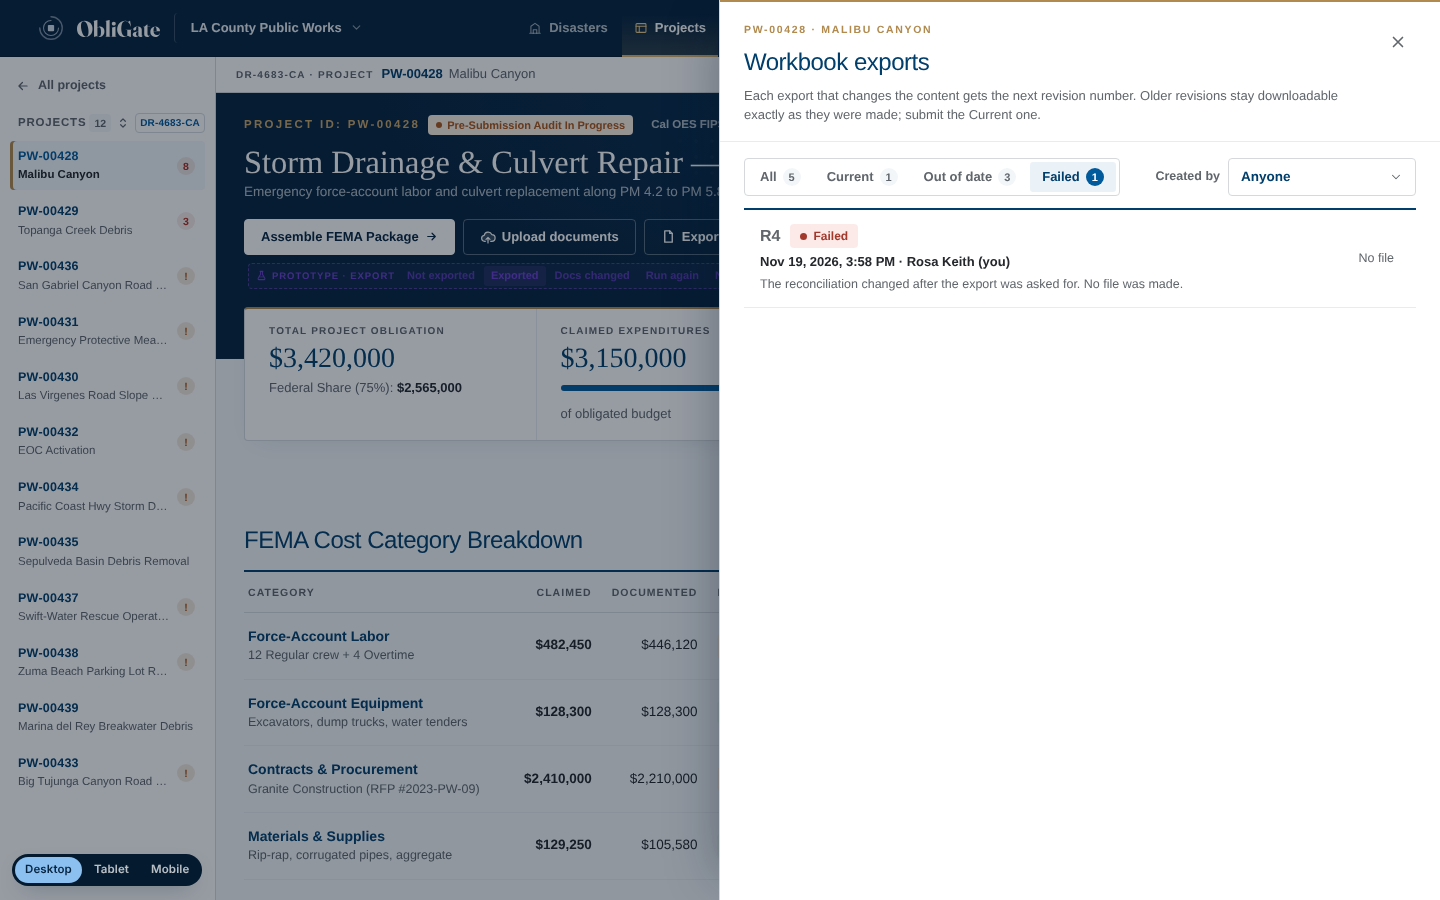 ObliGate
LA County Public Works
Disasters
Projects
All projects
PROJECTS 12
DR-4683-CA
PW-00428
Malibu Canyon
8
PW-00429
Topanga Creek Debris
3
PW-00436
San Gabriel Canyon Road ...
!
PW-00431
Emergency Protective Mea...
!
PW-00430
Las Virgenes Road Slope ...
!
PW-00432
EOC Activation
!
PW-00434
Pacific Coast Hwy Storm D...
!
PW-00435
Sepulveda Basin Debris Removal
PW-00437
Swift-Water Rescue Operat...
!
PW-00438
Zuma Beach Parking Lot R...
!
PW-00439
Marina del Rey Breakwater Debris
PW-00433
Big Tujunga Canyon Road ...
!
Desktop Tablet Mobile
DR-4683-CA · PROJECT PW-00428 Malibu Canyon
PROJECT ID: PW-00428
Pre-Submission Audit In Progress
Cal OES FIPS
Storm Drainage & Culvert Repair —
Emergency force-account labor and culvert replacement along PM 4.2 to PM 5.8
Assemble FEMA Package →
Upload documents
Expor
PROTOTYPE · EXPORT Not exported Exported Docs changed Run again
TOTAL PROJECT OBLIGATION
$3,420,000
Federal Share (75%): $2,565,000
CLAIMED EXPENDITURES
$3,150,000
of obligated budget
FEMA Cost Category Breakdown
CATEGORY CLAIMED DOCUMENTED
Force-Account Labor
12 Regular crew + 4 Overtime
$482,450 $446,120
Force-Account Equipment
Excavators, dump trucks, water tenders
$128,300 $128,300
Contracts & Procurement
Granite Construction (RFP #2023-PW-09)
$2,410,000 $2,210,000
Materials & Supplies
Rip-rap, corrugated pipes, aggregate
$129,250 $105,580
PW-00428 · MALIBU CANYON
Workbook exports
Each export that changes the content gets the next revision number. Older revisions stay downloadable
exactly as they were made; submit the Current one.
All 5 Current 1 Out of date 3 Failed 1
Created by Anyone
R4 Failed
Nov 19, 2026, 3:58 PM · Rosa Keith (you)
The reconciliation changed after the export was asked for. No file was made.
No file